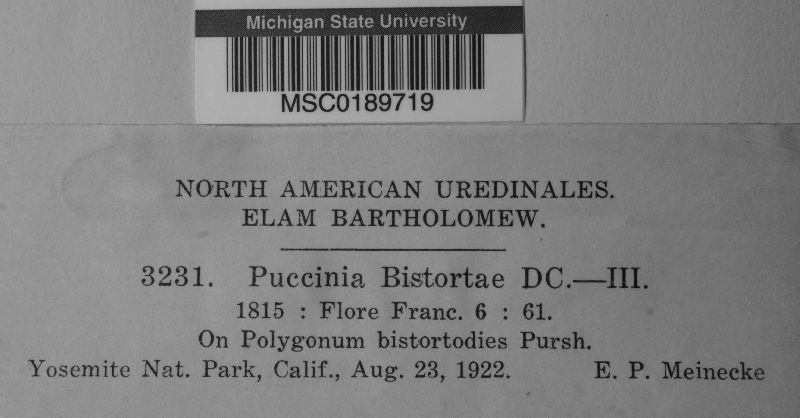 Michigan State University
MSC0189719
NORTH AMERICAN UREDINALES.
ELAM BARTHOLOMEW.
3231. Puccinia Bistortae DC.—III.
1815 : Flore Franc. 6 : 61.
On Polygonum bistortodies Pursh.
Yosemite Nat. Park, Calif., Aug. 23, 1922. E. P. Meinecke